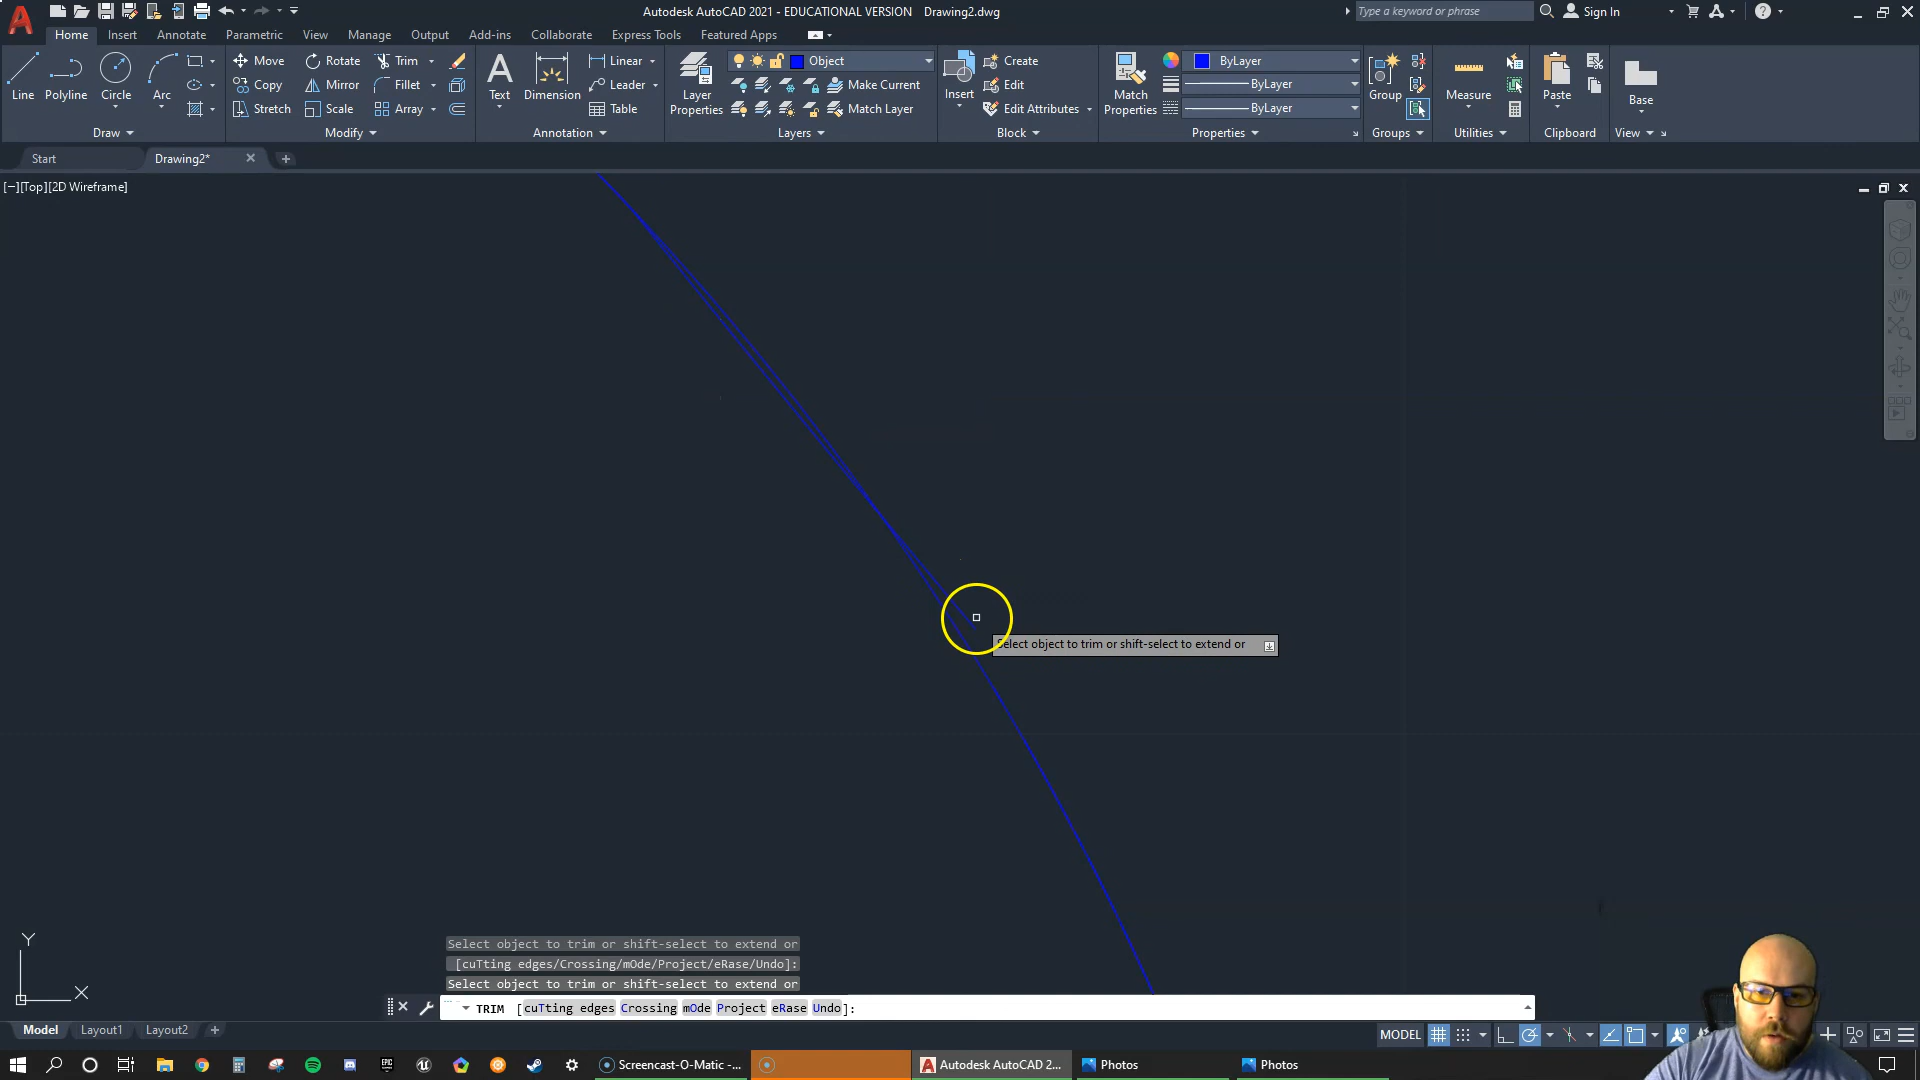 Autodesk AutoCAD 2021 - EDUCATIONAL VERSION Drawing2.dwg
Type a keyword or phrase
Sign In
Home Insert Annotate Parametric View Manage Output Add-ins Collaborate Express Tools Featured Apps
Line Polyline Circle Arc
Draw
Move Rotate Trim
Copy Mirror Fillet
Stretch Scale Array
Modify
Text Dimension
Linear
Leader
Table
Annotation
Layer Properties
Object
Make Current
Match Layer
Layers
Insert
Create
Edit
Edit Attributes
Block
Match Properties
ByLayer
ByLayer
ByLayer
Properties
Group
Groups
Measure
Utilities
Paste
Clipboard
Base
View
Start Drawing2*
[−][Top][2D Wireframe]
Select object to trim or shift-select to extend or
Y
X
Select object to trim or shift-select to extend or
[cuTting edges/Crossing/mOde/Project/eRase/Undo]:
Select object to trim or shift-select to extend or
TRIM [cuTting edges Crossing mOde Project eRase Undo]:
Model Layout1 Layout2
MODEL
Screencast-O-Matic -...
Autodesk AutoCAD 2...
Photos
Photos